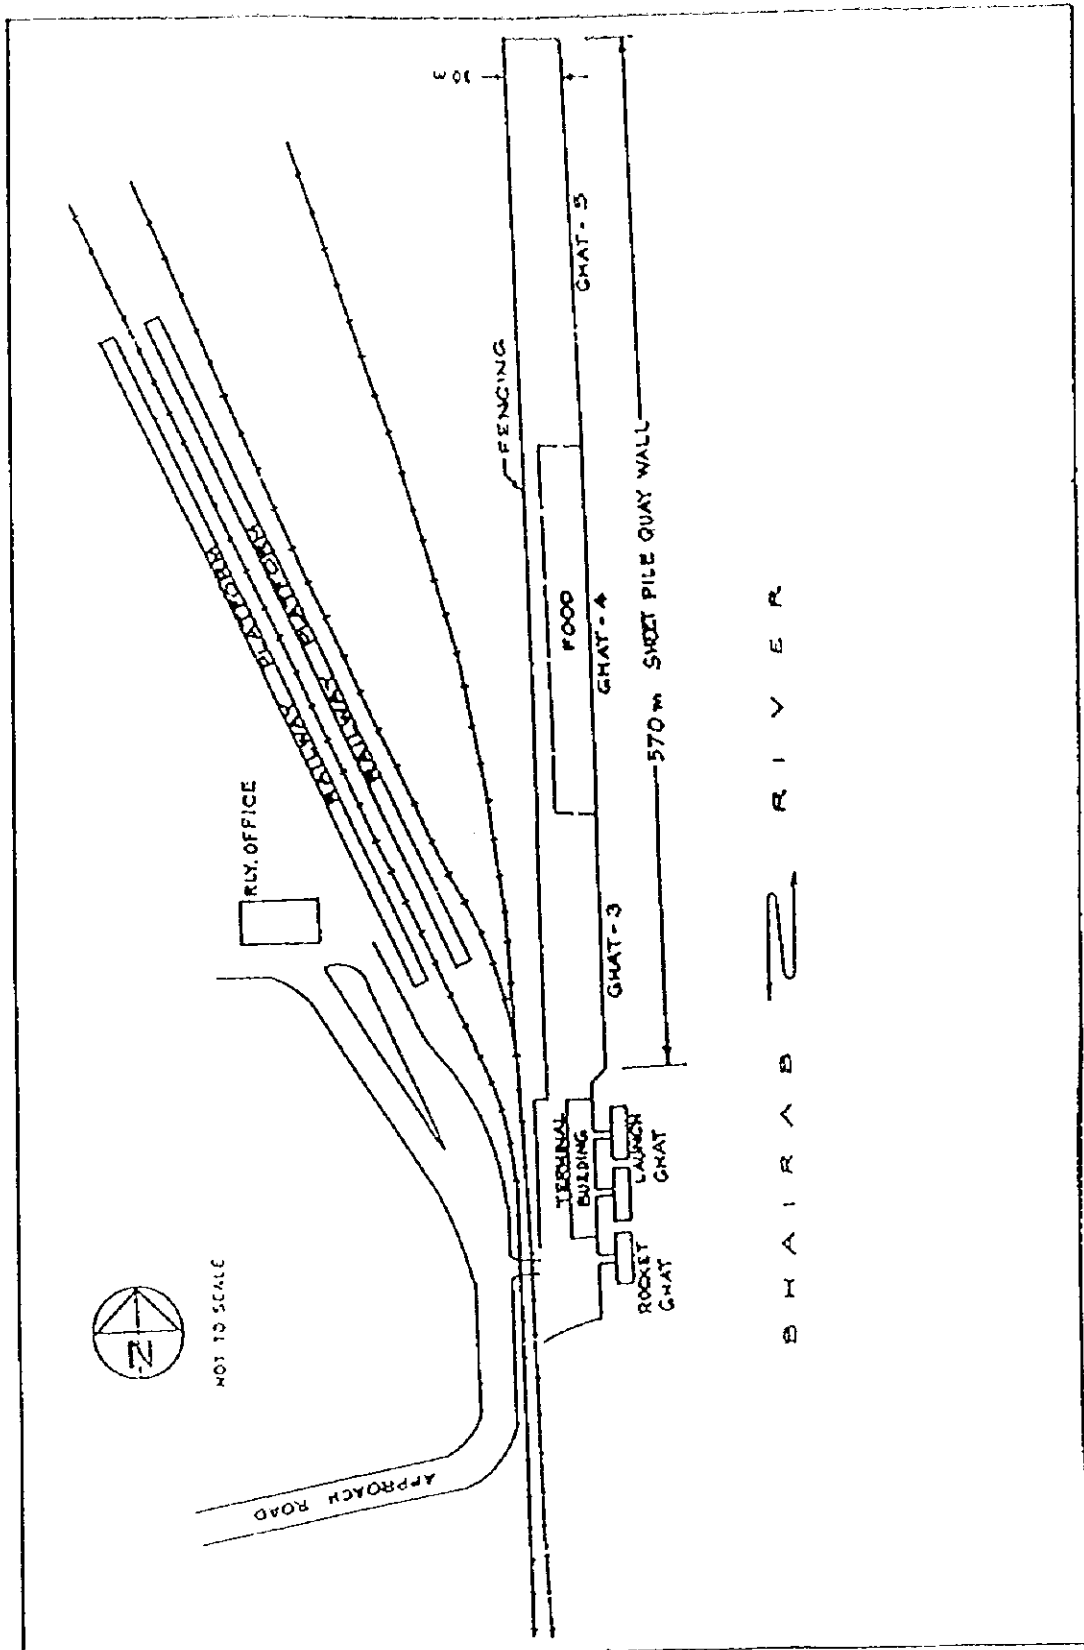 30 M
FENCING
GHAT-5
RAILWAY PLATFORM
RAILWAY PLATFORM
FOOD
GHAT-4
570m SHEET PILE QUAY WALL
RLY. OFFICE
GHAT-3
TERMINAL
BUILDING
LAUNCH
GHAT
ROCKET
GHAT
N
NOT TO SCALE
APPROACH ROAD
BHAIRAB RIVER